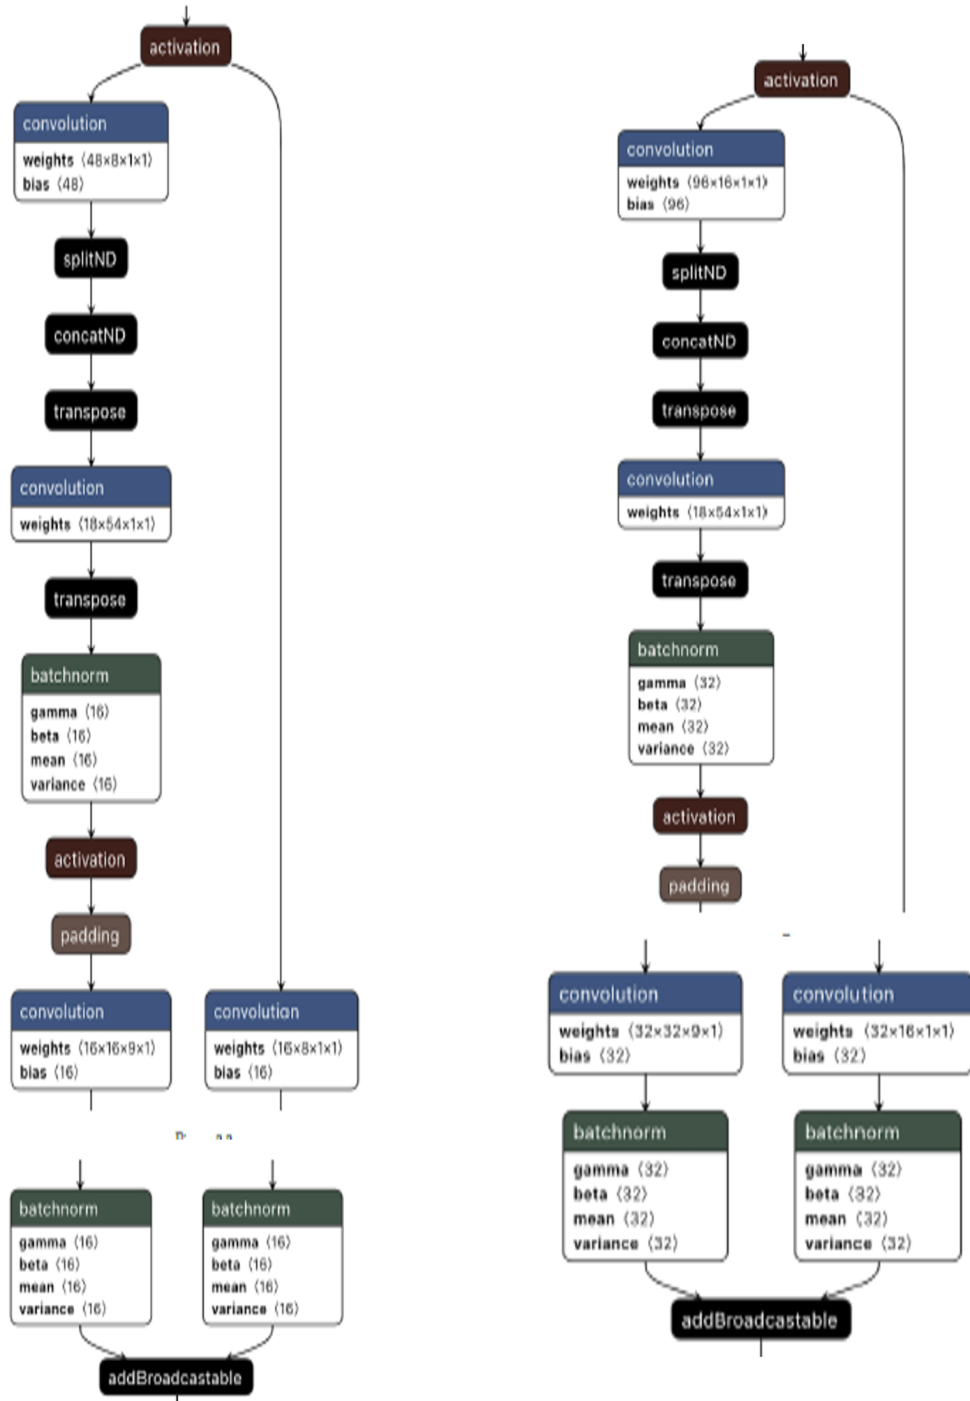 activation
convolution
weights ⟨48×8×1×1⟩
bias ⟨48⟩
splitND
concatND
transpose
convolution
weights ⟨18×54×1×1⟩
transpose
batchnorm
gamma ⟨16⟩
beta ⟨16⟩
mean ⟨16⟩
variance ⟨16⟩
activation
padding
convolution
weights ⟨16×16×9×1⟩
bias ⟨16⟩
convolution
weights ⟨16×8×1×1⟩
bias ⟨16⟩
batchnorm
gamma ⟨16⟩
beta ⟨16⟩
mean ⟨16⟩
variance ⟨16⟩
batchnorm
gamma ⟨16⟩
beta ⟨16⟩
mean ⟨16⟩
variance ⟨16⟩
addBroadcastable
activation
convolution
weights ⟨96×16×1×1⟩
bias ⟨96⟩
splitND
concatND
transpose
convolution
weights ⟨18×54×1×1⟩
transpose
batchnorm
gamma ⟨32⟩
beta ⟨32⟩
mean ⟨32⟩
variance ⟨32⟩
activation
padding
convolution
weights ⟨32×32×9×1⟩
bias ⟨32⟩
convolution
weights ⟨32×16×1×1⟩
bias ⟨32⟩
batchnorm
gamma ⟨32⟩
beta ⟨32⟩
mean ⟨32⟩
variance ⟨32⟩
batchnorm
gamma ⟨32⟩
beta ⟨32⟩
mean ⟨32⟩
variance ⟨32⟩
addBroadcastable